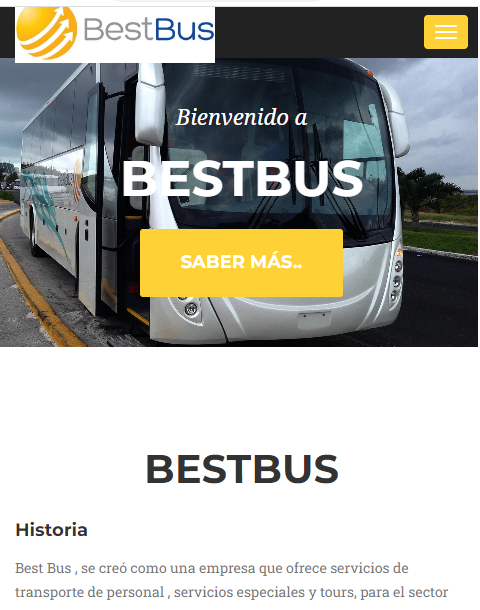 BestBus
Bienvenido a
BESTBUS
SABER MÁS..
BESTBUS
Historia
Best Bus , se creó como una empresa que ofrece servicios de
transporte de personal , servicios especiales y tours, para el sector